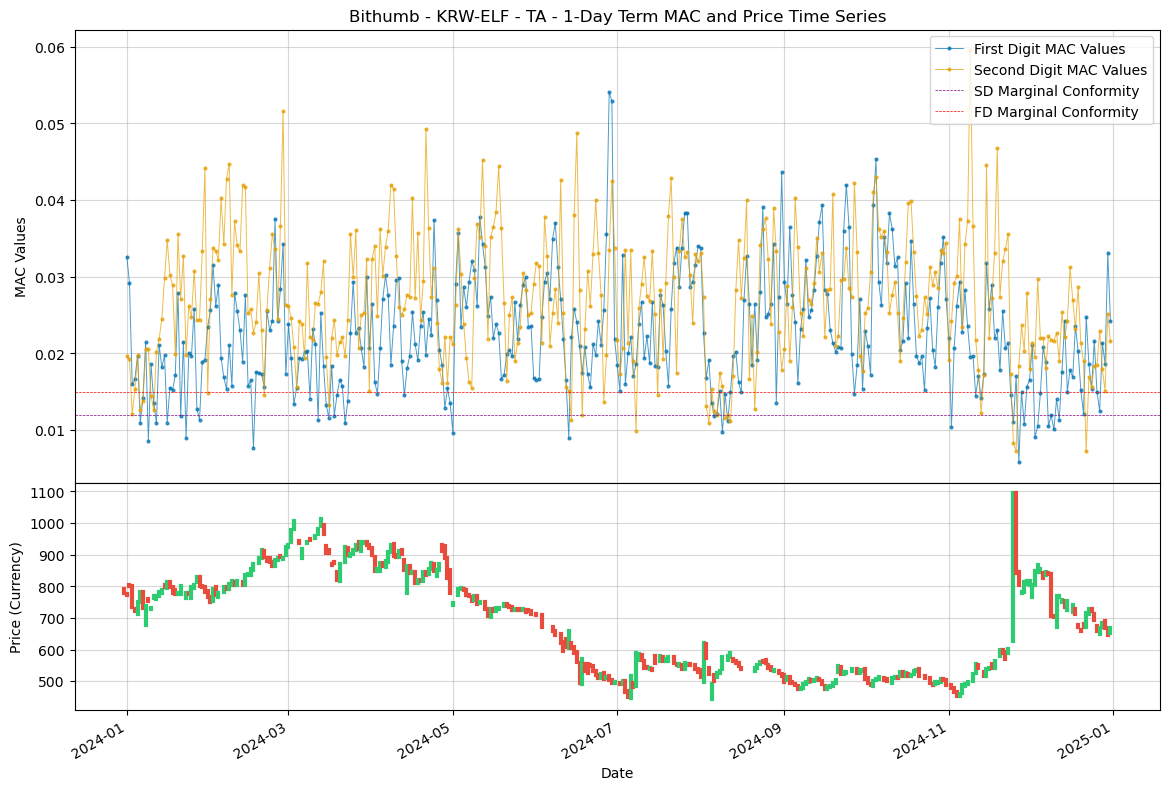 Bithumb - KRW-ELF - TA - 1-Day Term MAC and Price Time Series
First Digit MAC Values
Second Digit MAC Values
SD Marginal Conformity
FD Marginal Conformity
MAC Values
0.06
0.05
0.04
0.03
0.02
0.01
Price (Currency)
1100
1000
900
800
700
600
500
2024-01
2024-03
2024-05
2024-07
2024-09
2024-11
2025-01
Date